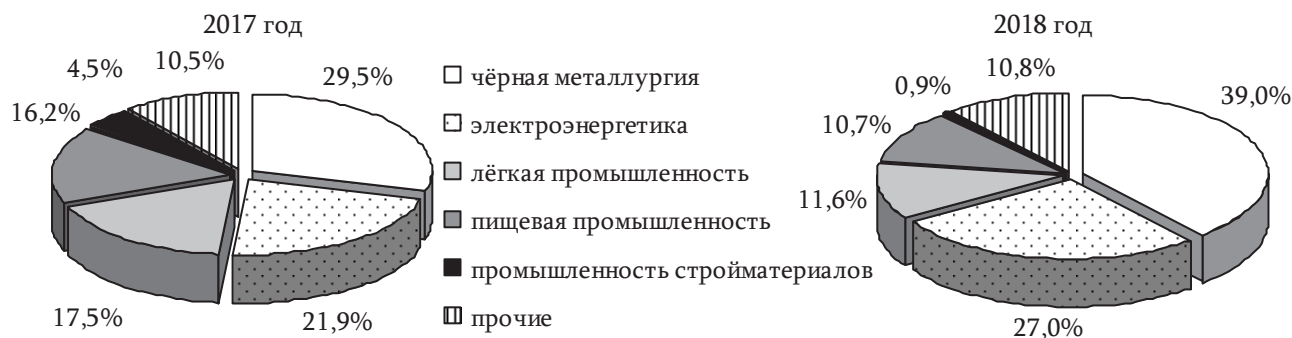 2017 год
29,5%
21,9%
17,5%
16,2%
4,5%
10,5%
чёрная металлургия
электроэнергетика
лёгкая промышленность
пищевая промышленность
промышленность стройматериалов
прочие
2018 год
39,0%
27,0%
11,6%
10,7%
0,9%
10,8%